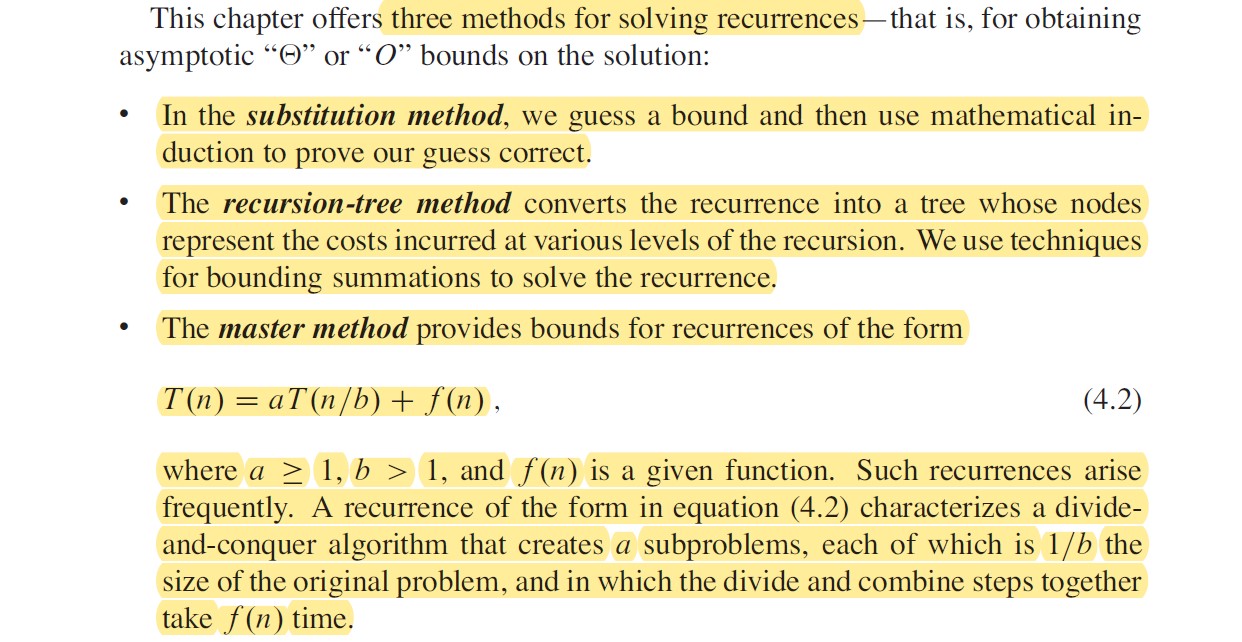 This chapter offers three methods for solving recurrences—that is, for obtaining
asymptotic “Θ” or “O” bounds on the solution:
• In the substitution method, we guess a bound and then use mathematical in-
duction to prove our guess correct.
• The recursion-tree method converts the recurrence into a tree whose nodes
represent the costs incurred at various levels of the recursion. We use techniques
for bounding summations to solve the recurrence.
• The master method provides bounds for recurrences of the form
T(n) = aT(n/b) + f(n), (4.2)
where a ≥ 1, b > 1, and f(n) is a given function. Such recurrences arise
frequently. A recurrence of the form in equation (4.2) characterizes a divide-
and-conquer algorithm that creates a subproblems, each of which is 1/b the
size of the original problem, and in which the divide and combine steps together
take f(n) time.